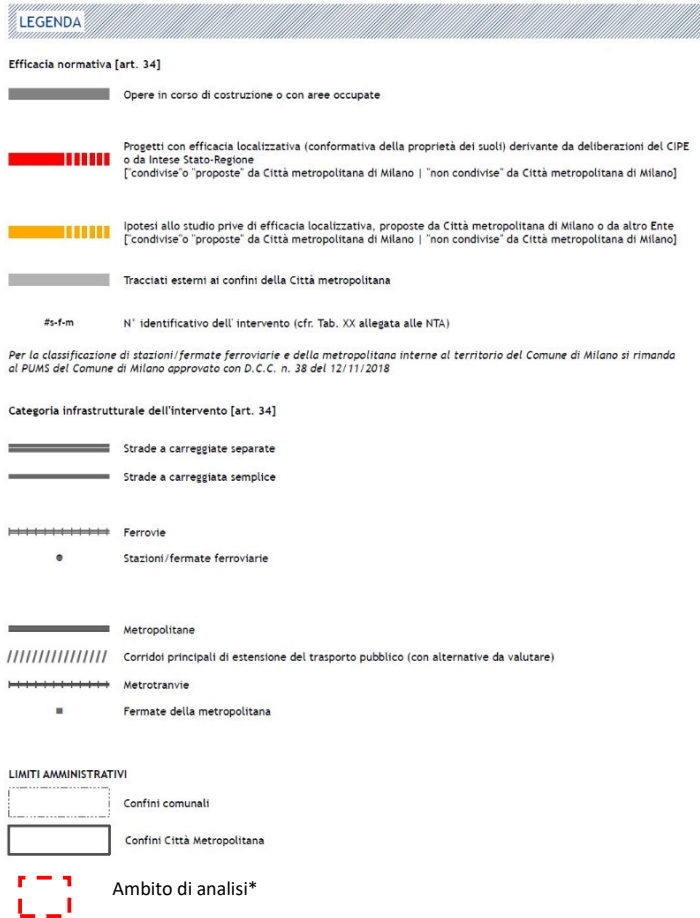 LEGENDA
Efficacia normativa [art. 34]
Opere in corso di costruzione o con aree occupate
Progetti con efficacia localizzativa (conformativa della proprietà dei suoli) derivante da deliberazioni del CIPE
o da Intese Stato-Regione
["condivise"o "proposte" da Città metropolitana di Milano | "non condivise" da Città metropolitana di Milano]
Ipotesi allo studio prive di efficacia localizzativa, proposte da Città metropolitana di Milano o da altro Ente
["condivise"o "proposte" da Città metropolitana di Milano | "non condivise" da Città metropolitana di Milano]
Tracciati esterni ai confini della Città metropolitana
#s-f-m N° identificativo dell' intervento (cfr. Tab. XX allegata alle NTA)
Per la classificazione di stazioni/fermate ferroviarie e della metropolitana interne al territorio del Comune di Milano si rimanda
al PUMS del Comune di Milano approvato con D.C.C. n. 38 del 12/11/2018
Categoria infrastrutturale dell'intervento [art. 34]
Strade a carreggiate separate
Strade a carreggiata semplice
Ferrovie
Stazioni/fermate ferroviarie
Metropolitane
Corridoi principali di estensione del trasporto pubblico (con alternative da valutare)
Metrotranvie
Fermate della metropolitana
LIMITI AMMINISTRATIVI
Confini comunali
Confini Città Metropolitana
Ambito di analisi*